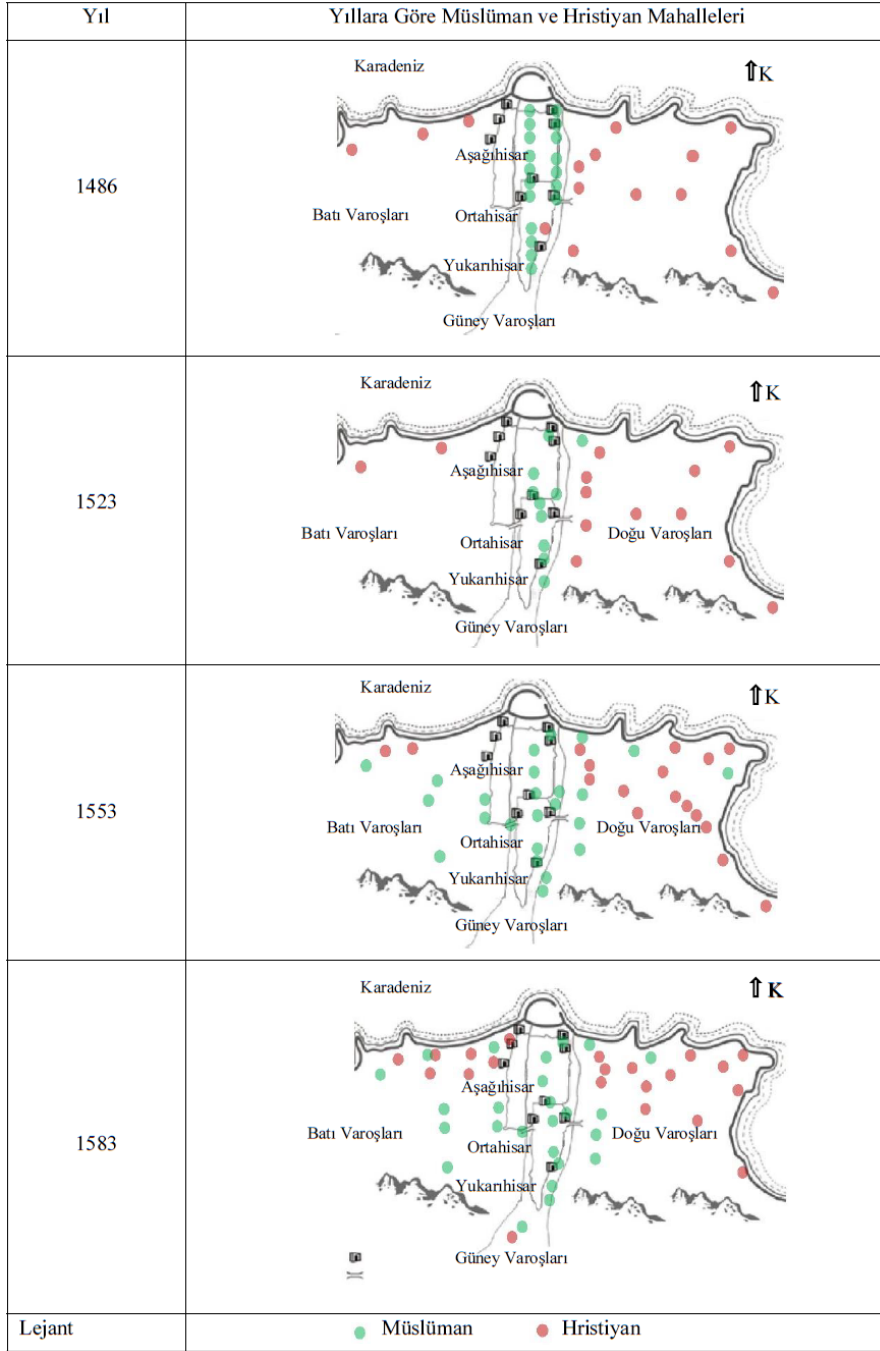 Yıl
Yıllara Göre Müslüman ve Hristiyan Mahalleleri
1486
Karadeniz
K
Aşağıhisar
Batı Varoşları
Ortahisar
Yukarıhisar
Güney Varoşları
1523
Karadeniz
K
Aşağıhisar
Batı Varoşları
Doğu Varoşları
Ortahisar
Yukarıhisar
Güney Varoşları
1553
Karadeniz
K
Aşağıhisar
Batı Varoşları
Doğu Varoşları
Ortahisar
Yukarıhisar
Güney Varoşları
1583
Karadeniz
K
Aşağıhisar
Batı Varoşları
Doğu Varoşları
Ortahisar
Yukarıhisar
Güney Varoşları
Lejant
Müslüman
Hristiyan